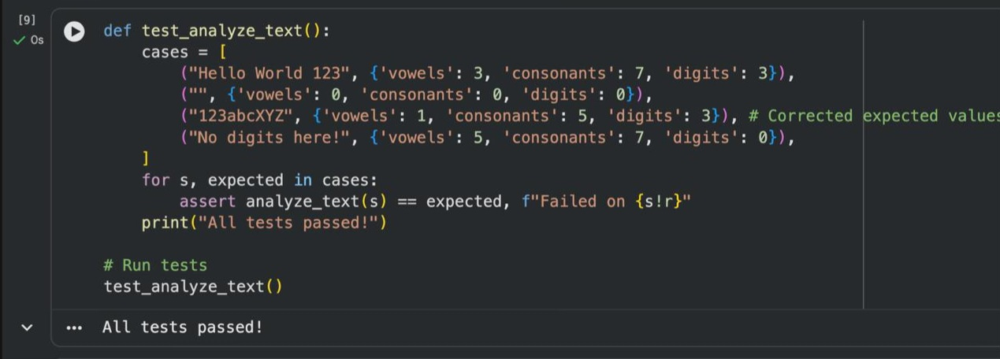 [9]
0s
def test_analyze_text():
    cases = [
        ("Hello World 123", {'vowels': 3, 'consonants': 7, 'digits': 3}),
        ("", {'vowels': 0, 'consonants': 0, 'digits': 0}),
        ("123abcXYZ", {'vowels': 1, 'consonants': 5, 'digits': 3}), # Corrected expected values
        ("No digits here!", {'vowels': 5, 'consonants': 7, 'digits': 0}),
    ]
    for s, expected in cases:
        assert analyze_text(s) == expected, f"Failed on {s!r}"
    print("All tests passed!")
# Run tests
test_analyze_text()
All tests passed!